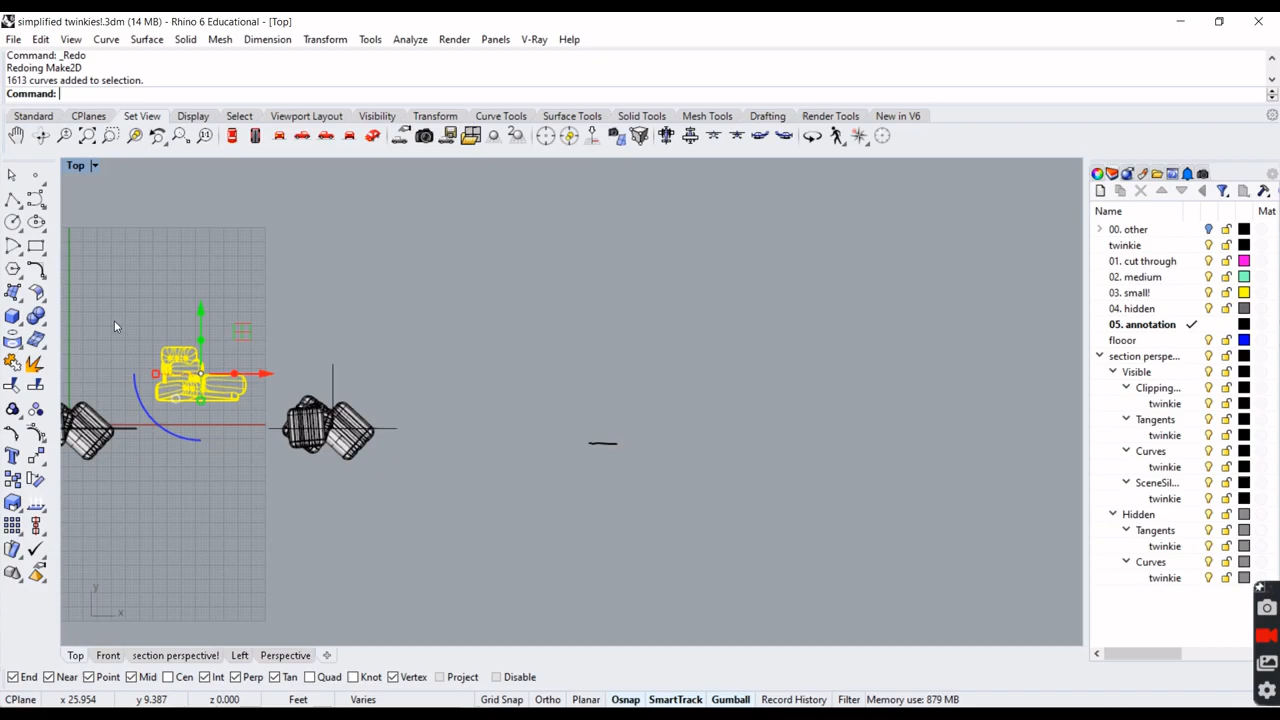 simplified twinkies!.3dm (14 MB) - Rhino 6 Educational - [Top]
File Edit View Curve Surface Solid Mesh Dimension Transform Tools Analyze Render Panels V-Ray Help
Command: _Redo
Redoing Make2D
1613 curves added to selection.
Command:
Standard CPlanes Set View Display Select Viewport Layout Visibility Transform Curve Tools Surface Tools Solid Tools Mesh Tools Drafting Render Tools New in V6
Top
Name Mat
00. other
twinkie
01. cut through
02. medium
03. small!
04. hidden
05. annotation
flooor
section perspe...
Visible
Clipping...
twinkie
Tangents
twinkie
Curves
twinkie
SceneSil...
twinkie
Hidden
Tangents
twinkie
Curves
twinkie
y
x
Top Front section perspective! Left Perspective
End Near Point Mid Cen Int Perp Tan Quad Knot Vertex Project Disable
CPlane x 25.954 y 9.387 z 0.000 Feet Varies Grid Snap Ortho Planar Osnap SmartTrack Gumball Record History Filter Memory use: 879 MB